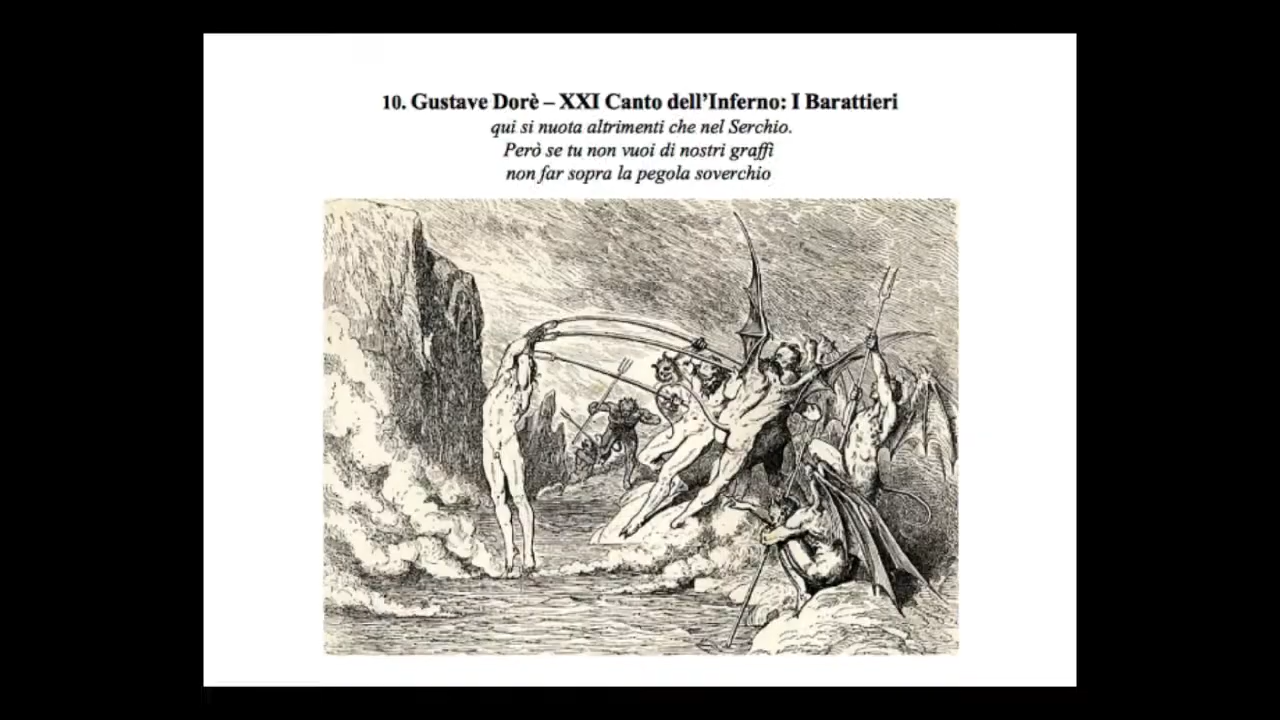 10. Gustave Dorè – XXI Canto dell’Inferno: I Barattieri
qui si nuota altrimenti che nel Serchio.
Però se tu non vuoi di nostri graffi
non far sopra la pegola soverchio